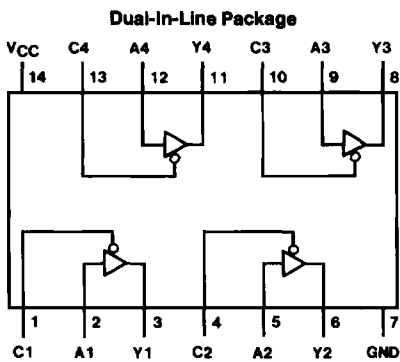 Dual-In-Line Package
VCC C4 A4 Y4 C3 A3 Y3
14 13 12 11 10 9 8
1 2 3 4 5 6 7
C1 A1 Y1 C2 A2 Y2 GND